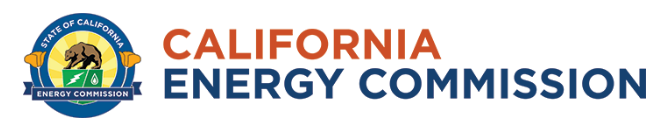 STATE OF CALIFORNIA
ENERGY COMMISSION
CALIFORNIA
ENERGY COMMISSION